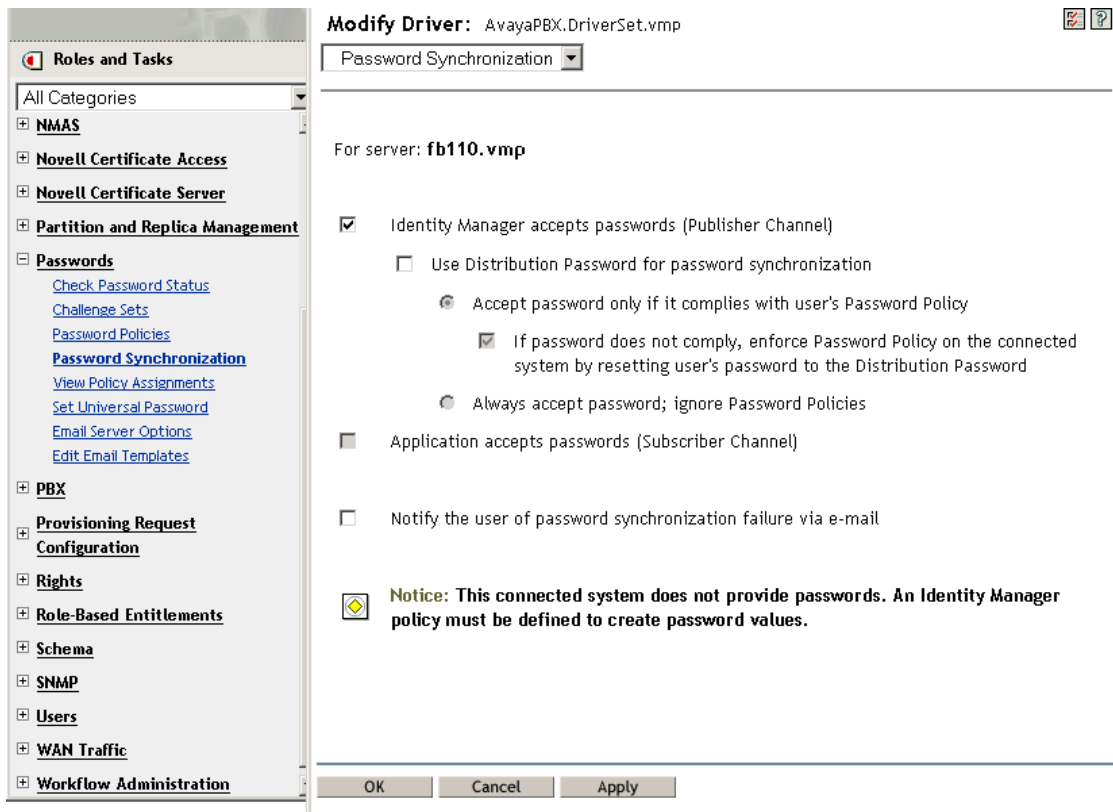 Modify Driver: AvayaPBX.DriverSet.vmp
Password Synchronization
Roles and Tasks
All Categories
NMAS
Novell Certificate Access
Novell Certificate Server
Partition and Replica Management
Passwords
Check Password Status
Challenge Sets
Password Policies
Password Synchronization
View Policy Assignments
Set Universal Password
Email Server Options
Edit Email Templates
PBX
Provisioning Request
Configuration
Rights
Role-Based Entitlements
Schema
SNMP
Users
WAN Traffic
Workflow Administration
For server: fb110.vmp
Identity Manager accepts passwords (Publisher Channel)
Use Distribution Password for password synchronization
Accept password only if it complies with user's Password Policy
If password does not comply, enforce Password Policy on the connected
system by resetting user's password to the Distribution Password
Always accept password; ignore Password Policies
Application accepts passwords (Subscriber Channel)
Notify the user of password synchronization failure via e-mail
Notice: This connected system does not provide passwords. An Identity Manager
policy must be defined to create password values.
OK Cancel Apply